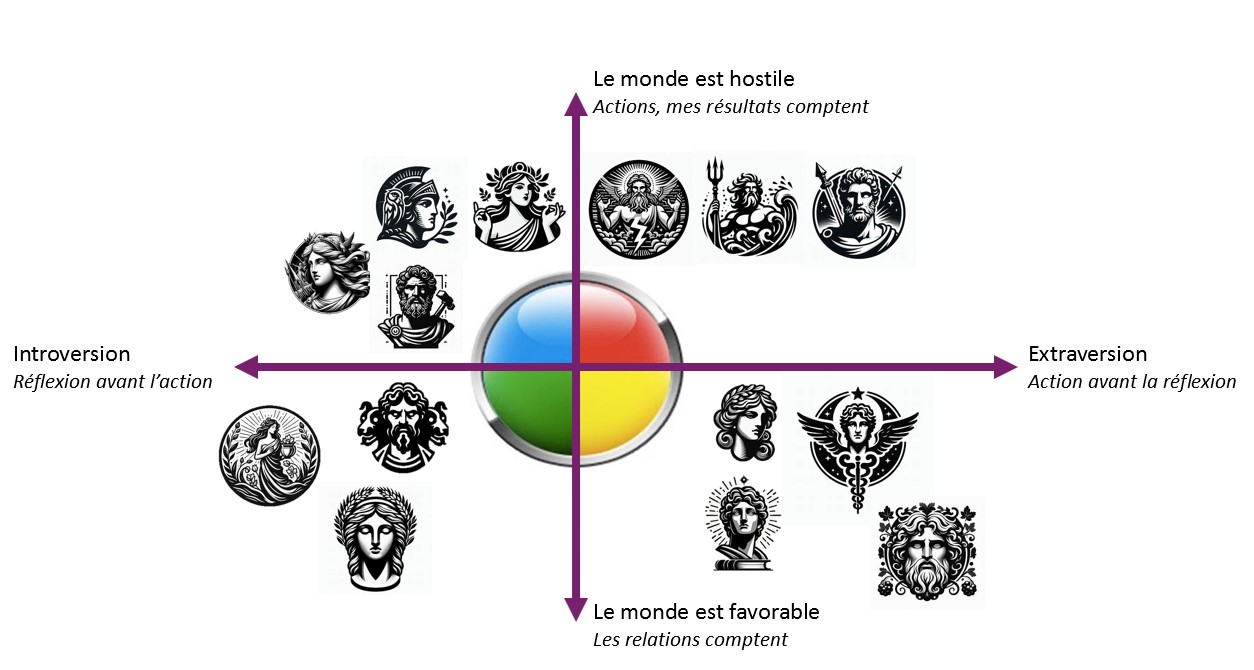 Le monde est hostile
Actions, mes résultats comptent
Introversion
Réflexion avant l'action
Extraversion
Action avant la réflexion
Le monde est favorable
Les relations comptent